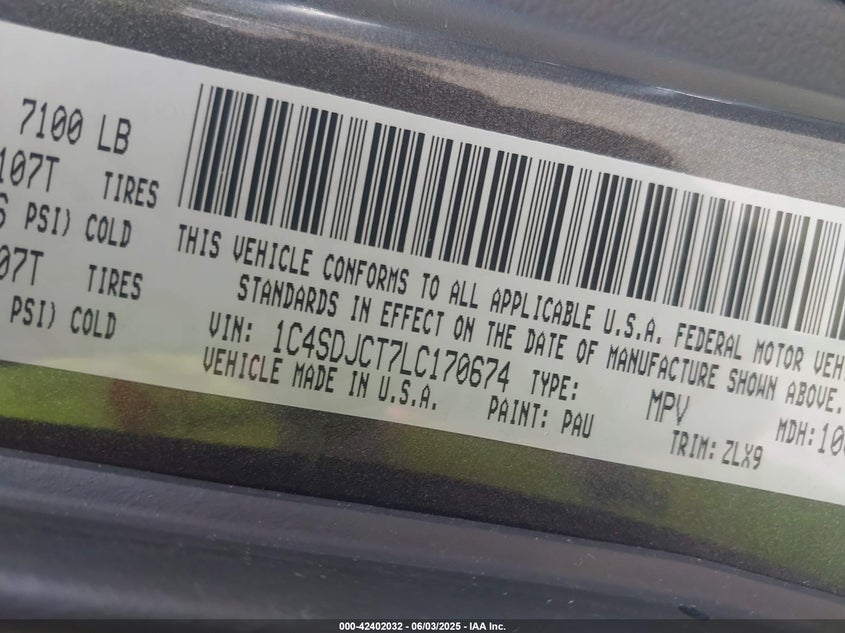 7100 LB
107T TIRES
PSI) COLD
07T TIRES
PSI) COLD
THIS VEHICLE CONFORMS TO ALL APPLICABLE U.S.A. FEDERAL MOTOR
STANDARDS IN EFFECT ON THE DATE OF MANUFACTURE SHOWN ABOVE.
VIN: 1C4SDJCT7LC170674 TYPE: MPV
VEHICLE MADE IN U.S.A. PAINT: PAU MDH:
TRIM: ZLX9
000-42402032 - 06/03/2025 - IAA Inc.